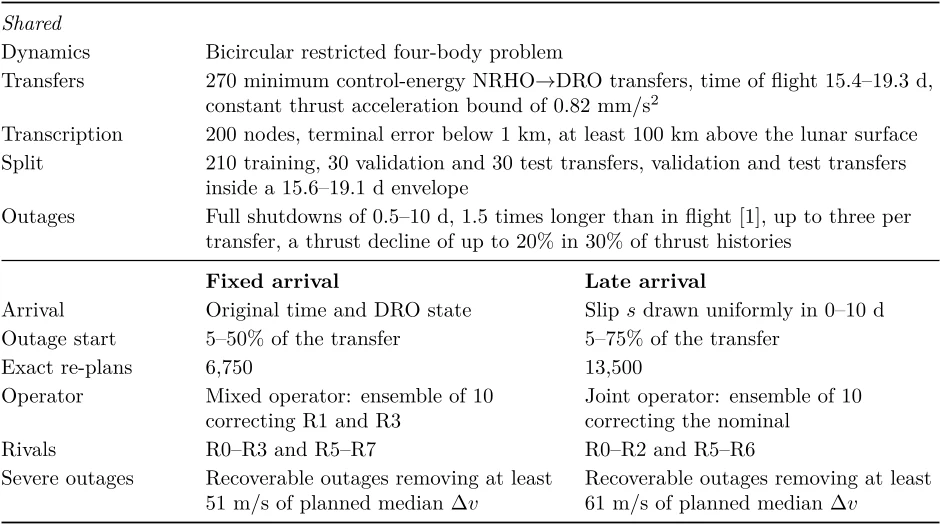 Shared
Dynamics Bicircular restricted four-body problem
Transfers 270 minimum control-energy NRHO→DRO transfers, time of flight 15.4–19.3 d,
constant thrust acceleration bound of 0.82 mm/s²
Transcription 200 nodes, terminal error below 1 km, at least 100 km above the lunar surface
Split 210 training, 30 validation and 30 test transfers, validation and test transfers
inside a 15.6–19.1 d envelope
Outages Full shutdowns of 0.5–10 d, 1.5 times longer than in flight [1], up to three per
transfer, a thrust decline of up to 20% in 30% of thrust histories
Fixed arrival Late arrival
Arrival Original time and DRO state Slip s drawn uniformly in 0–10 d
Outage start 5–50% of the transfer 5–75% of the transfer
Exact re-plans 6,750 13,500
Operator Mixed operator: ensemble of 10 Joint operator: ensemble of 10
correcting R1 and R3 correcting the nominal
Rivals R0–R3 and R5–R7 R0–R2 and R5–R6
Severe outages Recoverable outages removing at least Recoverable outages removing at least
51 m/s of planned median Δv 61 m/s of planned median Δv